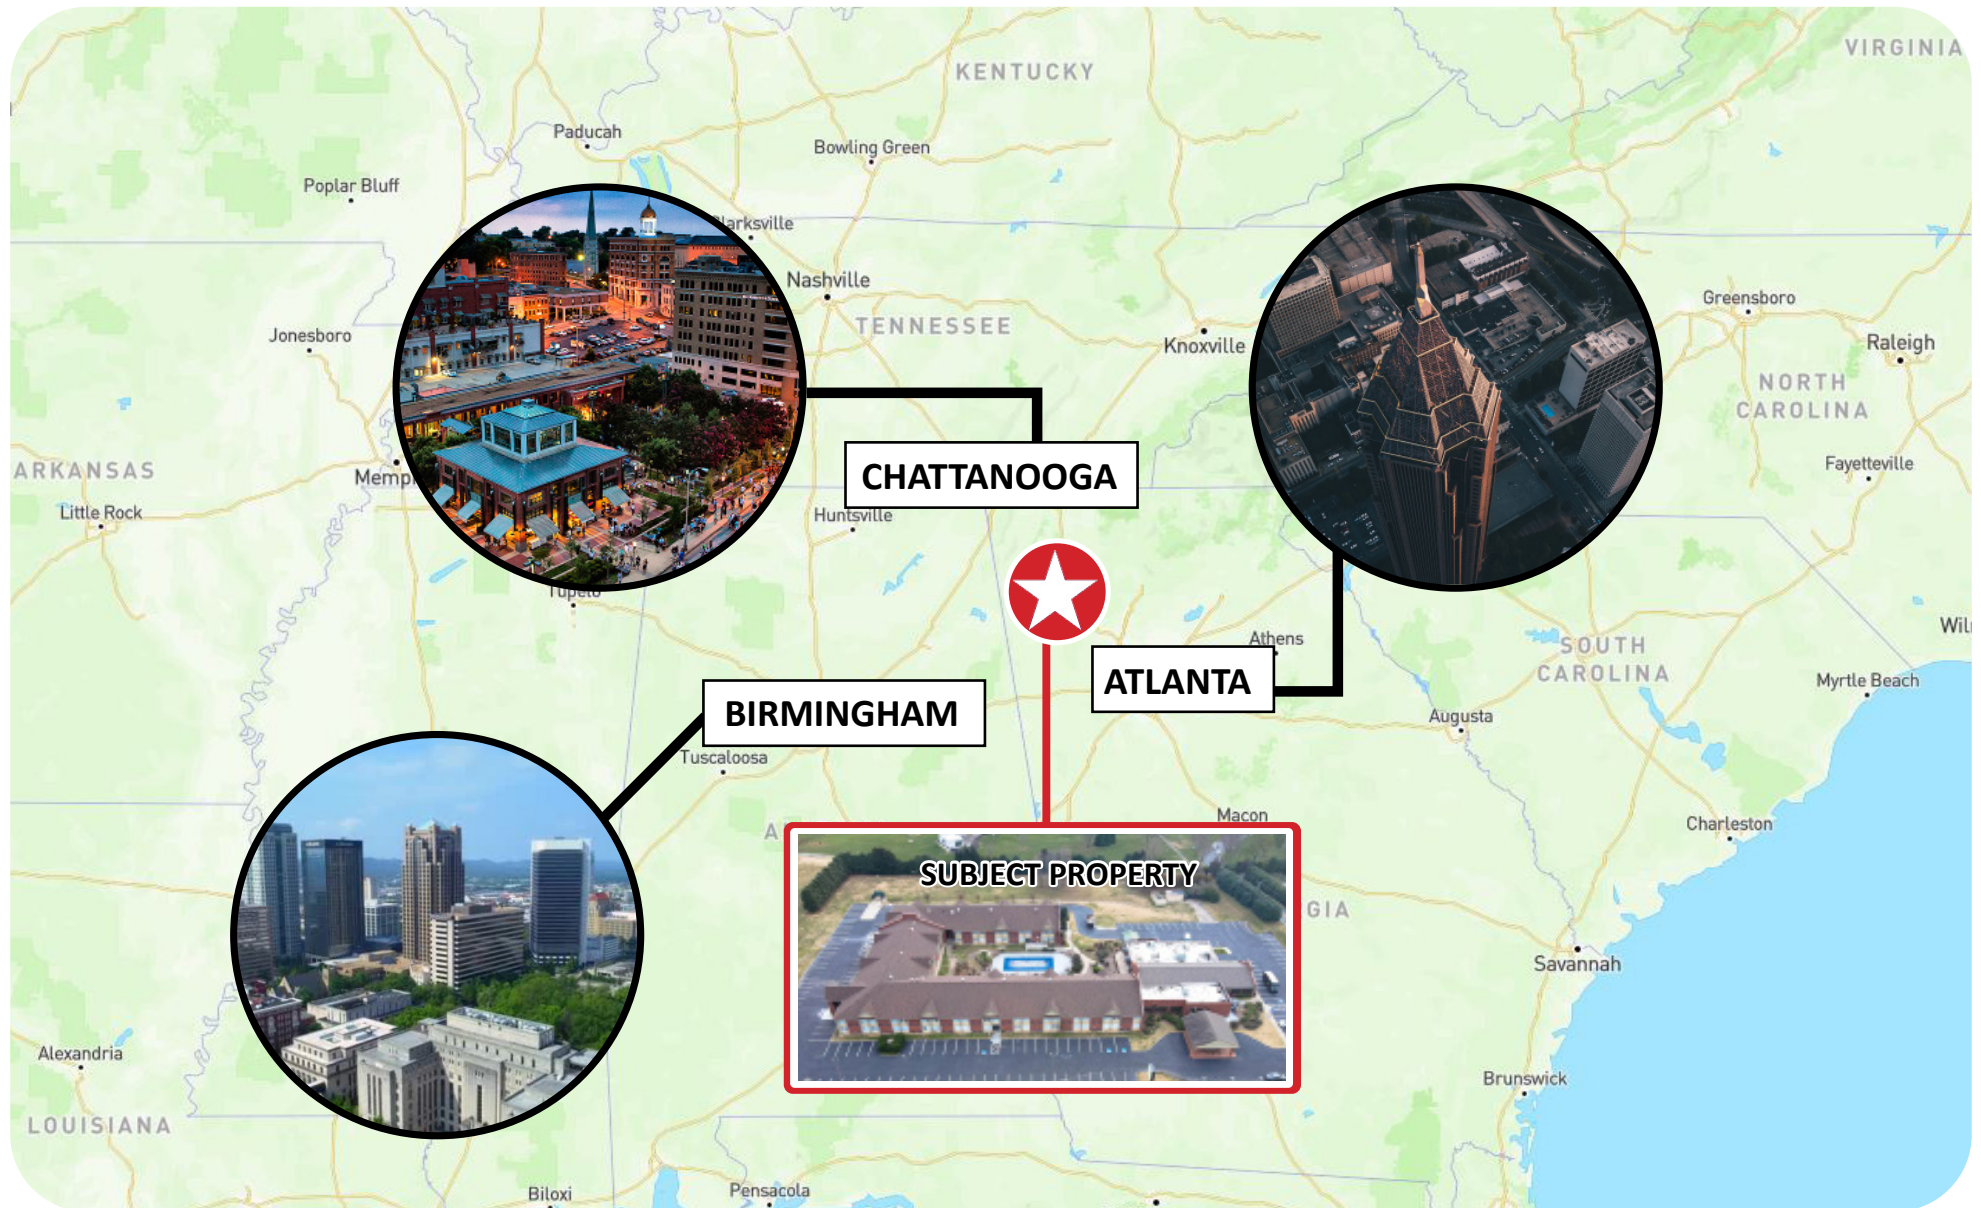 VIRGINIA
KENTUCKY
Paducah
Bowling Green
Poplar Bluff
Clarksville
Nashville
Greensboro
TENNESSEE
Jonesboro
Knoxville
Raleigh
NORTH
CAROLINA
ARKANSAS
Memp
CHATTANOOGA
Fayetteville
Little Rock
Huntsville
Tupelo
Athens
Wil
SOUTH
CAROLINA
ATLANTA
Myrtle Beach
BIRMINGHAM
Augusta
Tuscaloosa
Macon
Charleston
A
SUBJECT PROPERTY
GIA
Savannah
Alexandria
Brunswick
LOUISIANA
Biloxi
Pensacola